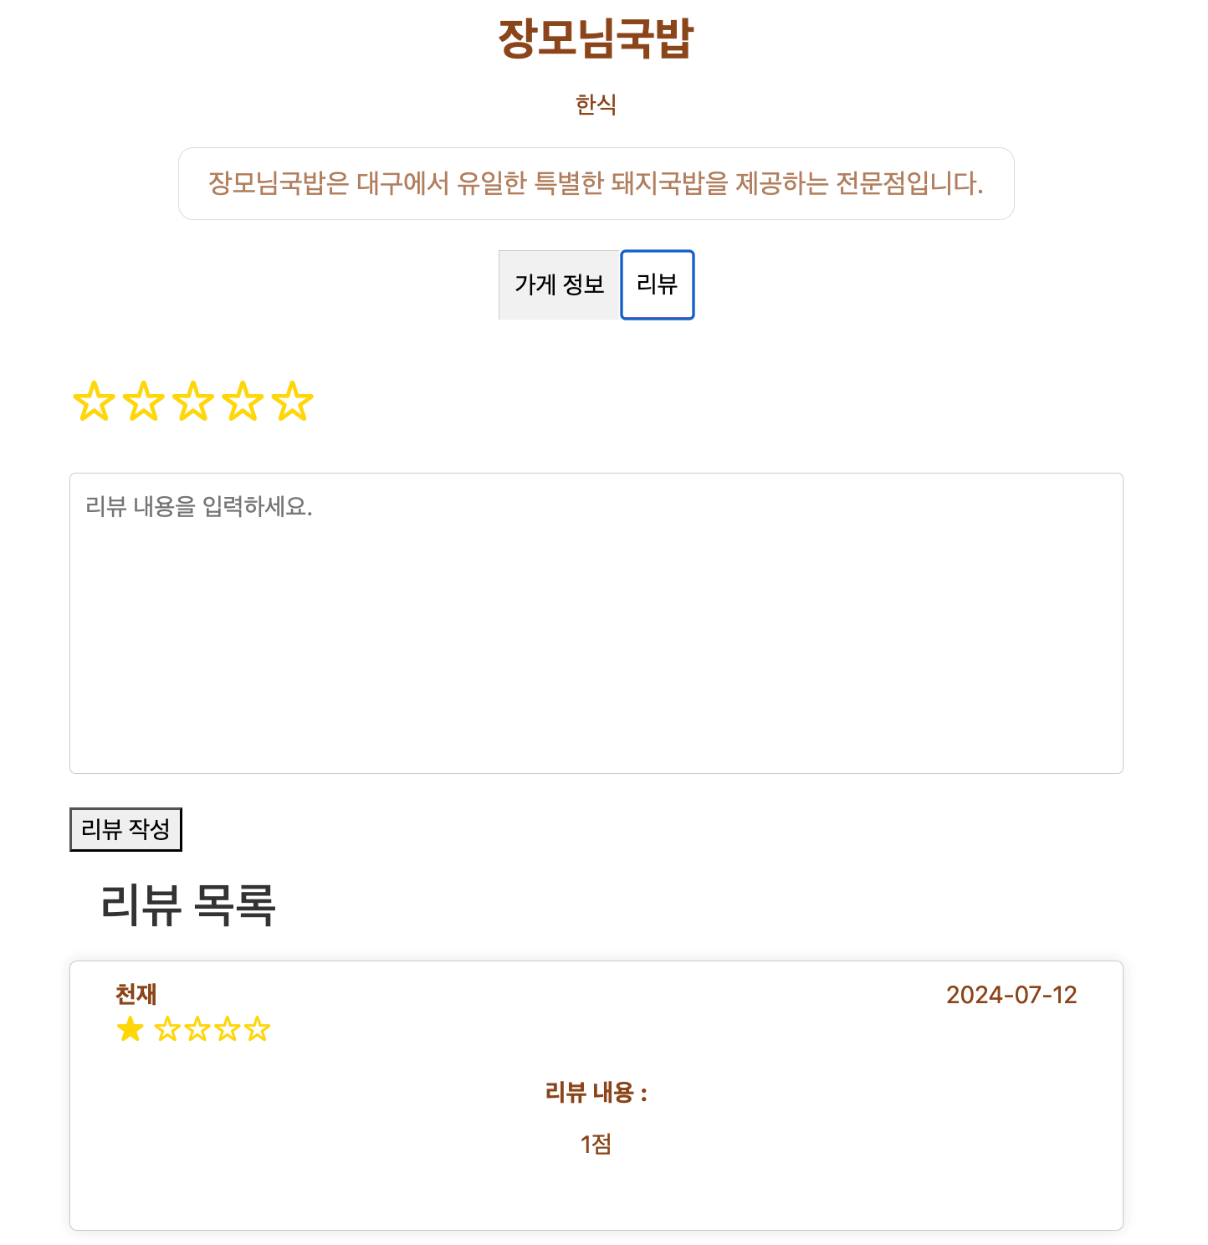 장모님국밥
한식
장모님국밥은 대구에서 유일한 특별한 돼지국밥을 제공하는 전문점입니다.
가게 정보 리뷰
리뷰 내용을 입력하세요.
리뷰 작성
리뷰 목록
천재 2024-07-12
리뷰 내용 :
1점